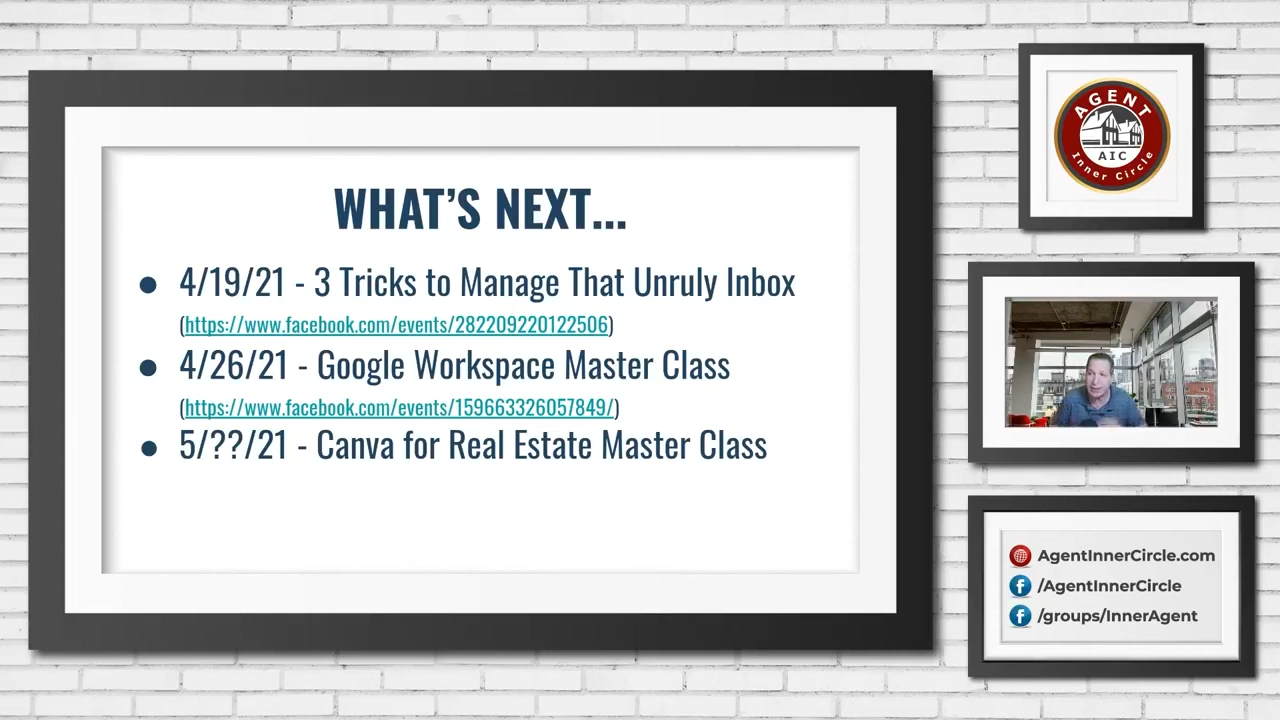 WHAT'S NEXT...
● 4/19/21 - 3 Tricks to Manage That Unruly Inbox
(https://www.facebook.com/events/282209220122506)
● 4/26/21 - Google Workspace Master Class
(https://www.facebook.com/events/159663326057849/)
● 5/??/21 - Canva for Real Estate Master Class
AGENT
AIC
Inner Circle
AgentInnerCircle.com
/AgentInnerCircle
/groups/InnerAgent